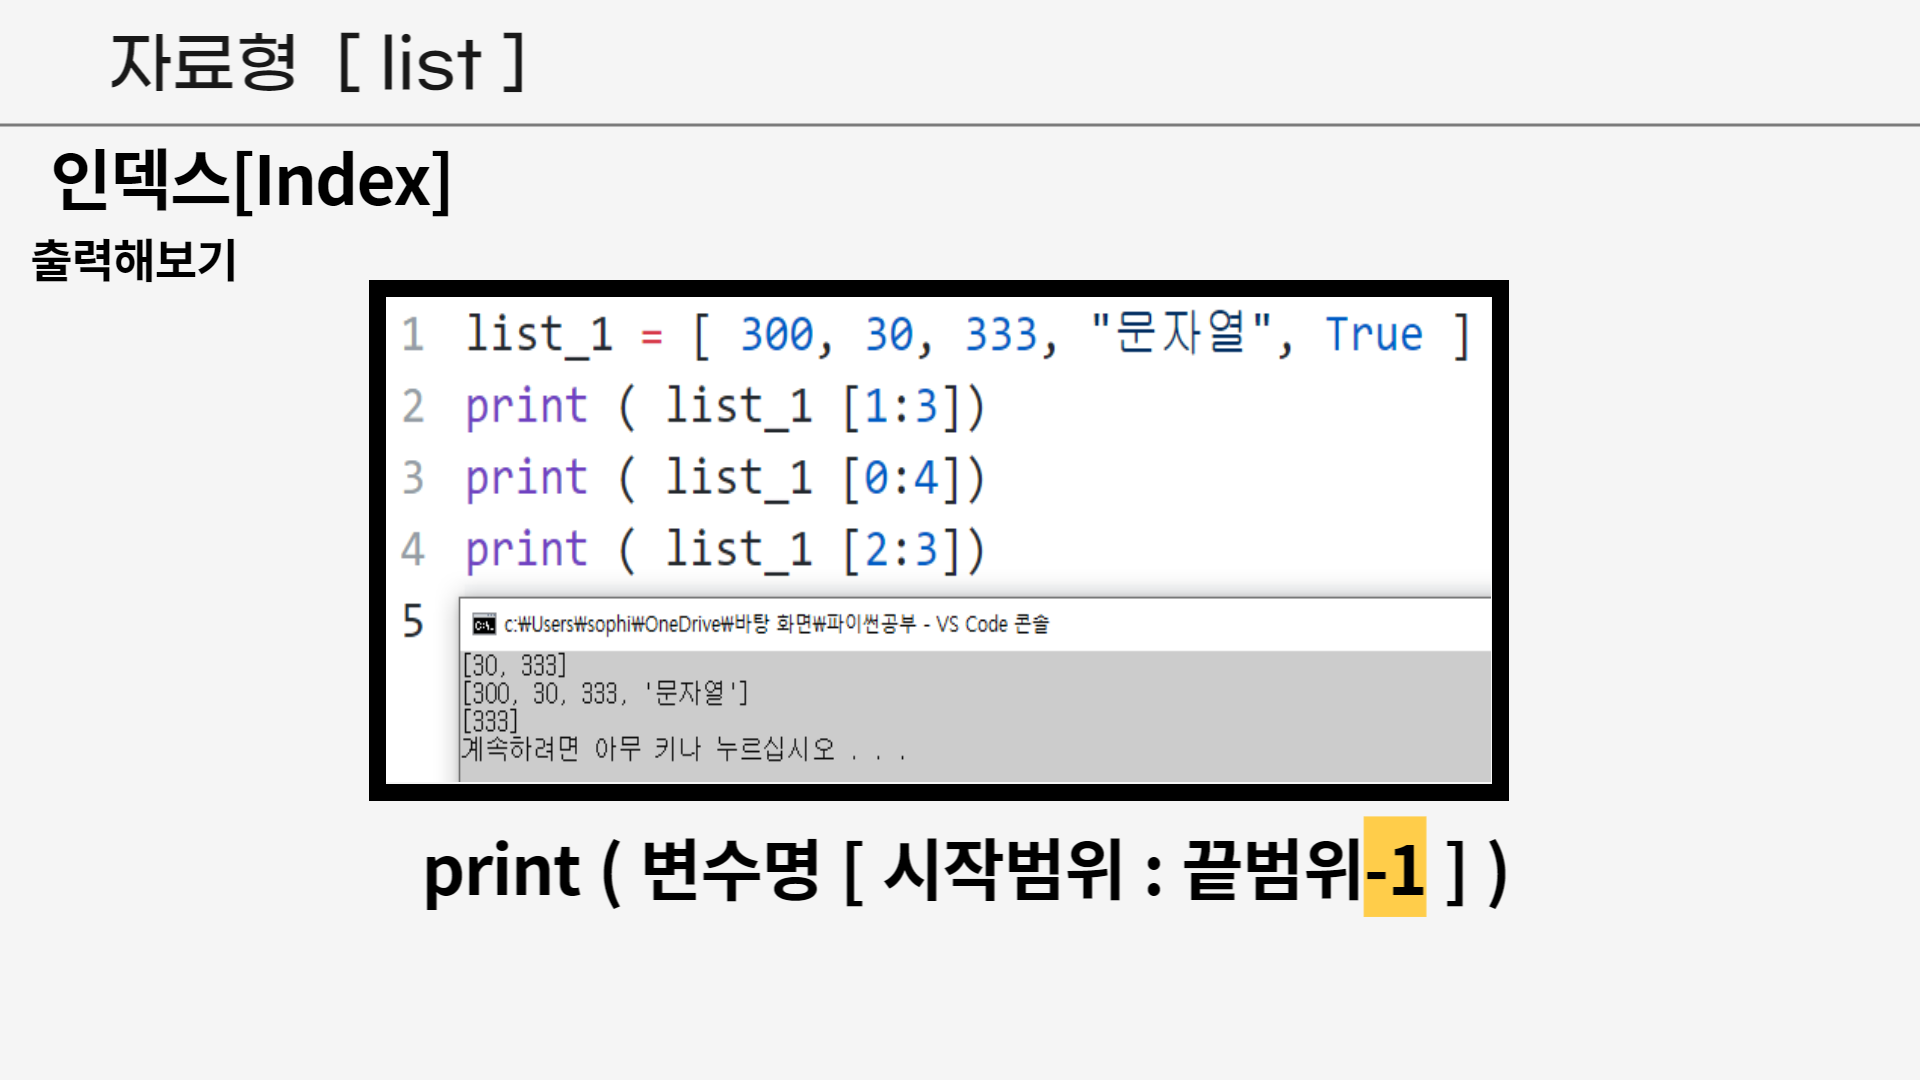 자료형 [ list ]
인덱스[Index]
출력해보기
1 list_1 = [ 300, 30, 333, "문자열", True ]
2 print ( list_1 [1:3])
3 print ( list_1 [0:4])
4 print ( list_1 [2:3])
5
c:₩Users₩sophi₩OneDrive₩바탕 화면₩파이썬공부 - VS Code 콘솔
[30, 333]
[300, 30, 333, '문자열']
[333]
계속하려면 아무 키나 누르십시오 . . .
print ( 변수명 [ 시작범위 : 끝범위-1 ] )